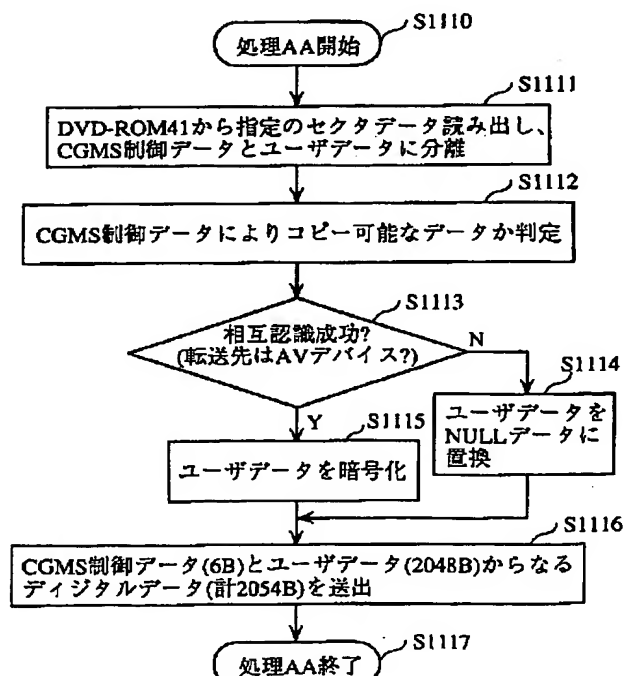 S1110
処理AA開始
S1111
DVD-ROM41から指定のセクタデータ読み出し、
CGMS制御データとユーザデータに分離
S1112
CGMS制御データによりコピー可能なデータか判定
S1113
相互認識成功?
(転送先はAVデバイス?)
N
S1114
ユーザデータを
NULLデータに
置換
Y
S1115
ユーザデータを暗号化
S1116
CGMS制御データ(6B)とユーザデータ(2048B)からなる
ディジタルデータ(計2054B)を送出
S1117
処理AA終了